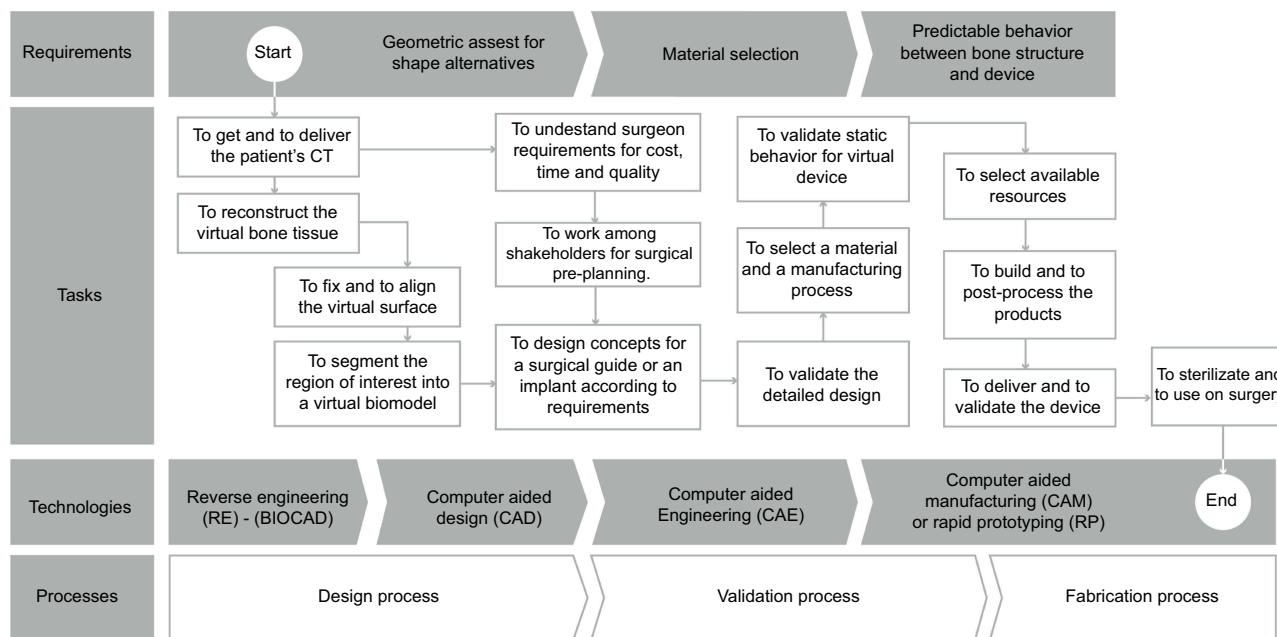 Requirements
Start
Geometric assest for
shape alternatives
Material selection
Predictable behavior
between bone structure
and device
Tasks
To get and to deliver
the patient's CT
To reconstruct the
virtual bone tissue
To fix and to align
the virtual surface
To segment the
region of interest into
a virtual biomodel
To undestand surgeon
requirements for cost,
time and quality
To work among
shakeholders for surgical
pre-planning.
To design concepts for
a surgical guide or an
implant according to
requirements
To validate static
behavior for virtual
device
To select a material
and a manufacturing
process
To validate the
detailed design
To select available
resources
To build and to
post-process the
products
To deliver and to
validate the device
To sterilizate and
to use on surgery
End
Technologies
Reverse engineering
(RE) - (BIOCAD)
Computer aided
design (CAD)
Computer aided
Engineering (CAE)
Computer aided
manufacturing (CAM)
or rapid prototyping (RP)
Processes
Design process
Validation process
Fabrication process